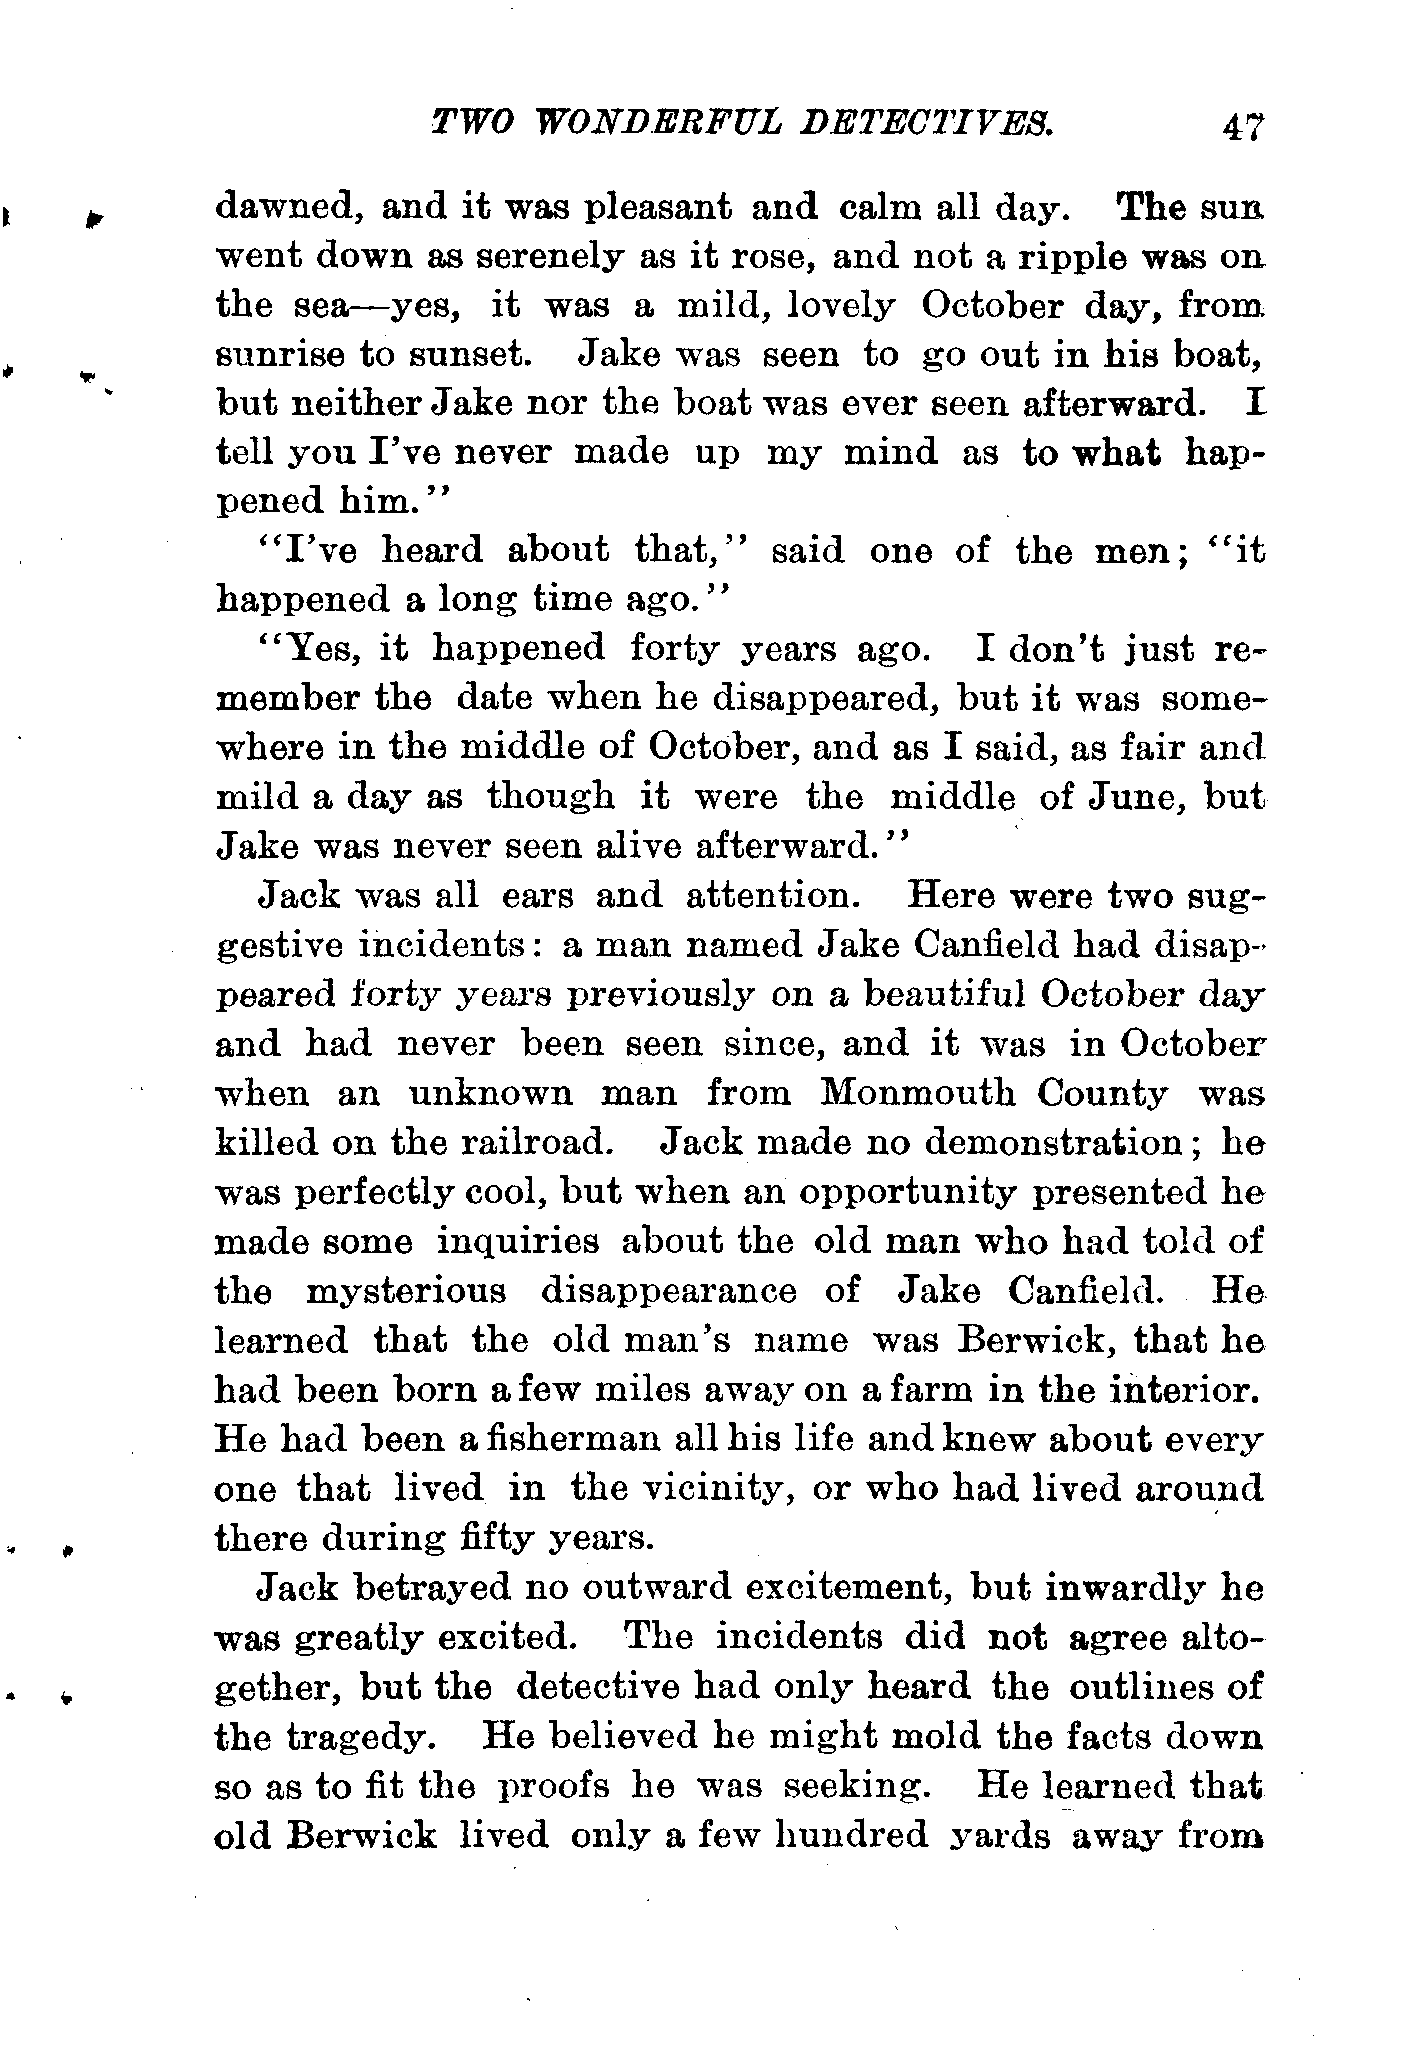 TWO WONDERFUL DETECTIVES. 47
dawned, and it was pleasant and calm all day. The sun
went down as serenely as it rose, and not a ripple was on
the sea—yes, it was a mild, lovely October day, from
sunrise to sunset. Jake was seen to go out in his boat,
but neither Jake nor the boat was ever seen afterward. I
tell you I've never made up my mind as to what hap-
pened him."
"I've heard about that," said one of the men; "it
happened a long time ago."
"Yes, it happened forty years ago. I don't just re-
member the date when he disappeared, but it was some-
where in the middle of October, and as I said, as fair and
mild a day as though it were the middle of June, but
Jake was never seen alive afterward."
Jack was all ears and attention. Here were two sug-
gestive incidents: a man named Jake Canfield had disap-
peared forty years previously on a beautiful October day
and had never been seen since, and it was in October
when an unknown man from Monmouth County was
killed on the railroad. Jack made no demonstration; he
was perfectly cool, but when an opportunity presented he
made some inquiries about the old man who had told of
the mysterious disappearance of Jake Canfield. He
learned that the old man's name was Berwick, that he
had been born a few miles away on a farm in the interior.
He had been a fisherman all his life and knew about every
one that lived in the vicinity, or who had lived around
there during fifty years.
Jack betrayed no outward excitement, but inwardly he
was greatly excited. The incidents did not agree alto-
gether, but the detective had only heard the outlines of
the tragedy. He believed he might mold the facts down
so as to fit the proofs he was seeking. He learned that
old Berwick lived only a few hundred yards away from